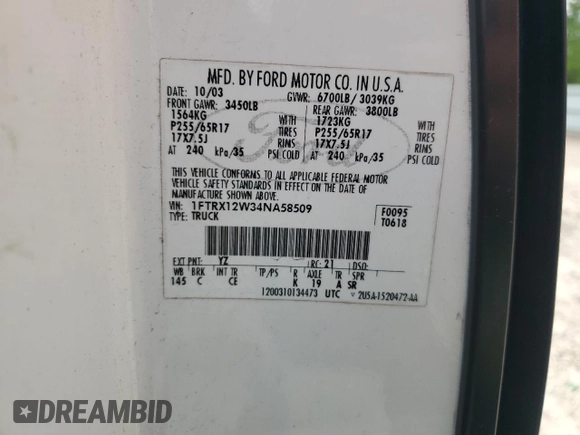 MFD. BY FORD MOTOR CO. IN U.S.A.
DATE: 10/03 GVWR: 6700LB/ 3039KG
FRONT GAWR: 3450LB REAR GAWR: 3800LB
1564KG WITH 1723KG WITH
P255/65R17 TIRES P255/65R17 TIRES
17X7.5J RIMS 17X7.5J RIMS
AT 240 kPa/35 PSI COLD AT 240 kPa/35 PSI COLD
Ford
THIS VEHICLE CONFORMS TO ALL APPLICABLE FEDERAL MOTOR
VEHICLE SAFETY STANDARDS IN EFFECT ON THE DATE OF
MANUFACTURE SHOWN ABOVE.
VIN: 1FTRX12W34NA58509 F0095
TYPE: TRUCK T0618
EXT PNT: YZ RC: 21 DSO:
WB BRK INT TR TP/PS R AXLE TR SPR
145 C CE K 19 A SR
1200310134473 UTC 2U5A-1520472-AA
DREAMBID